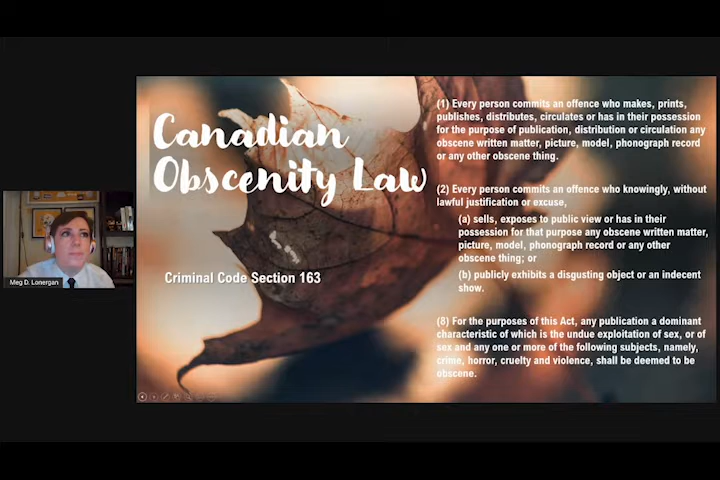 Canadian
Obscenity Law
Criminal Code Section 163
(1) Every person commits an offence who makes, prints,
publishes, distributes, circulates or has in their possession
for the purpose of publication, distribution or circulation any
obscene written matter, picture, model, phonograph record
or any other obscene thing.
(2) Every person commits an offence who knowingly, without
lawful justification or excuse,
(a) sells, exposes to public view or has in their
possession for that purpose any obscene written matter,
picture, model, phonograph record or any other
obscene thing; or
(b) publicly exhibits a disgusting object or an indecent
show.
(8) For the purposes of this Act, any publication a dominant
characteristic of which is the undue exploitation of sex, or of
sex and any one or more of the following subjects, namely,
crime, horror, cruelty and violence, shall be deemed to be
obscene.
Meg D. Lonergan